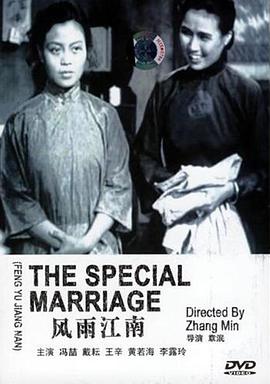 (FENG YU JIANG NAN)
THE SPECIAL
MARRIAGE
风雨江南
Directed By
Zhang Min
导演 章泯
主演 冯喆 戴耘 王辛 黄若海 李露玲
DVD
VIDEO